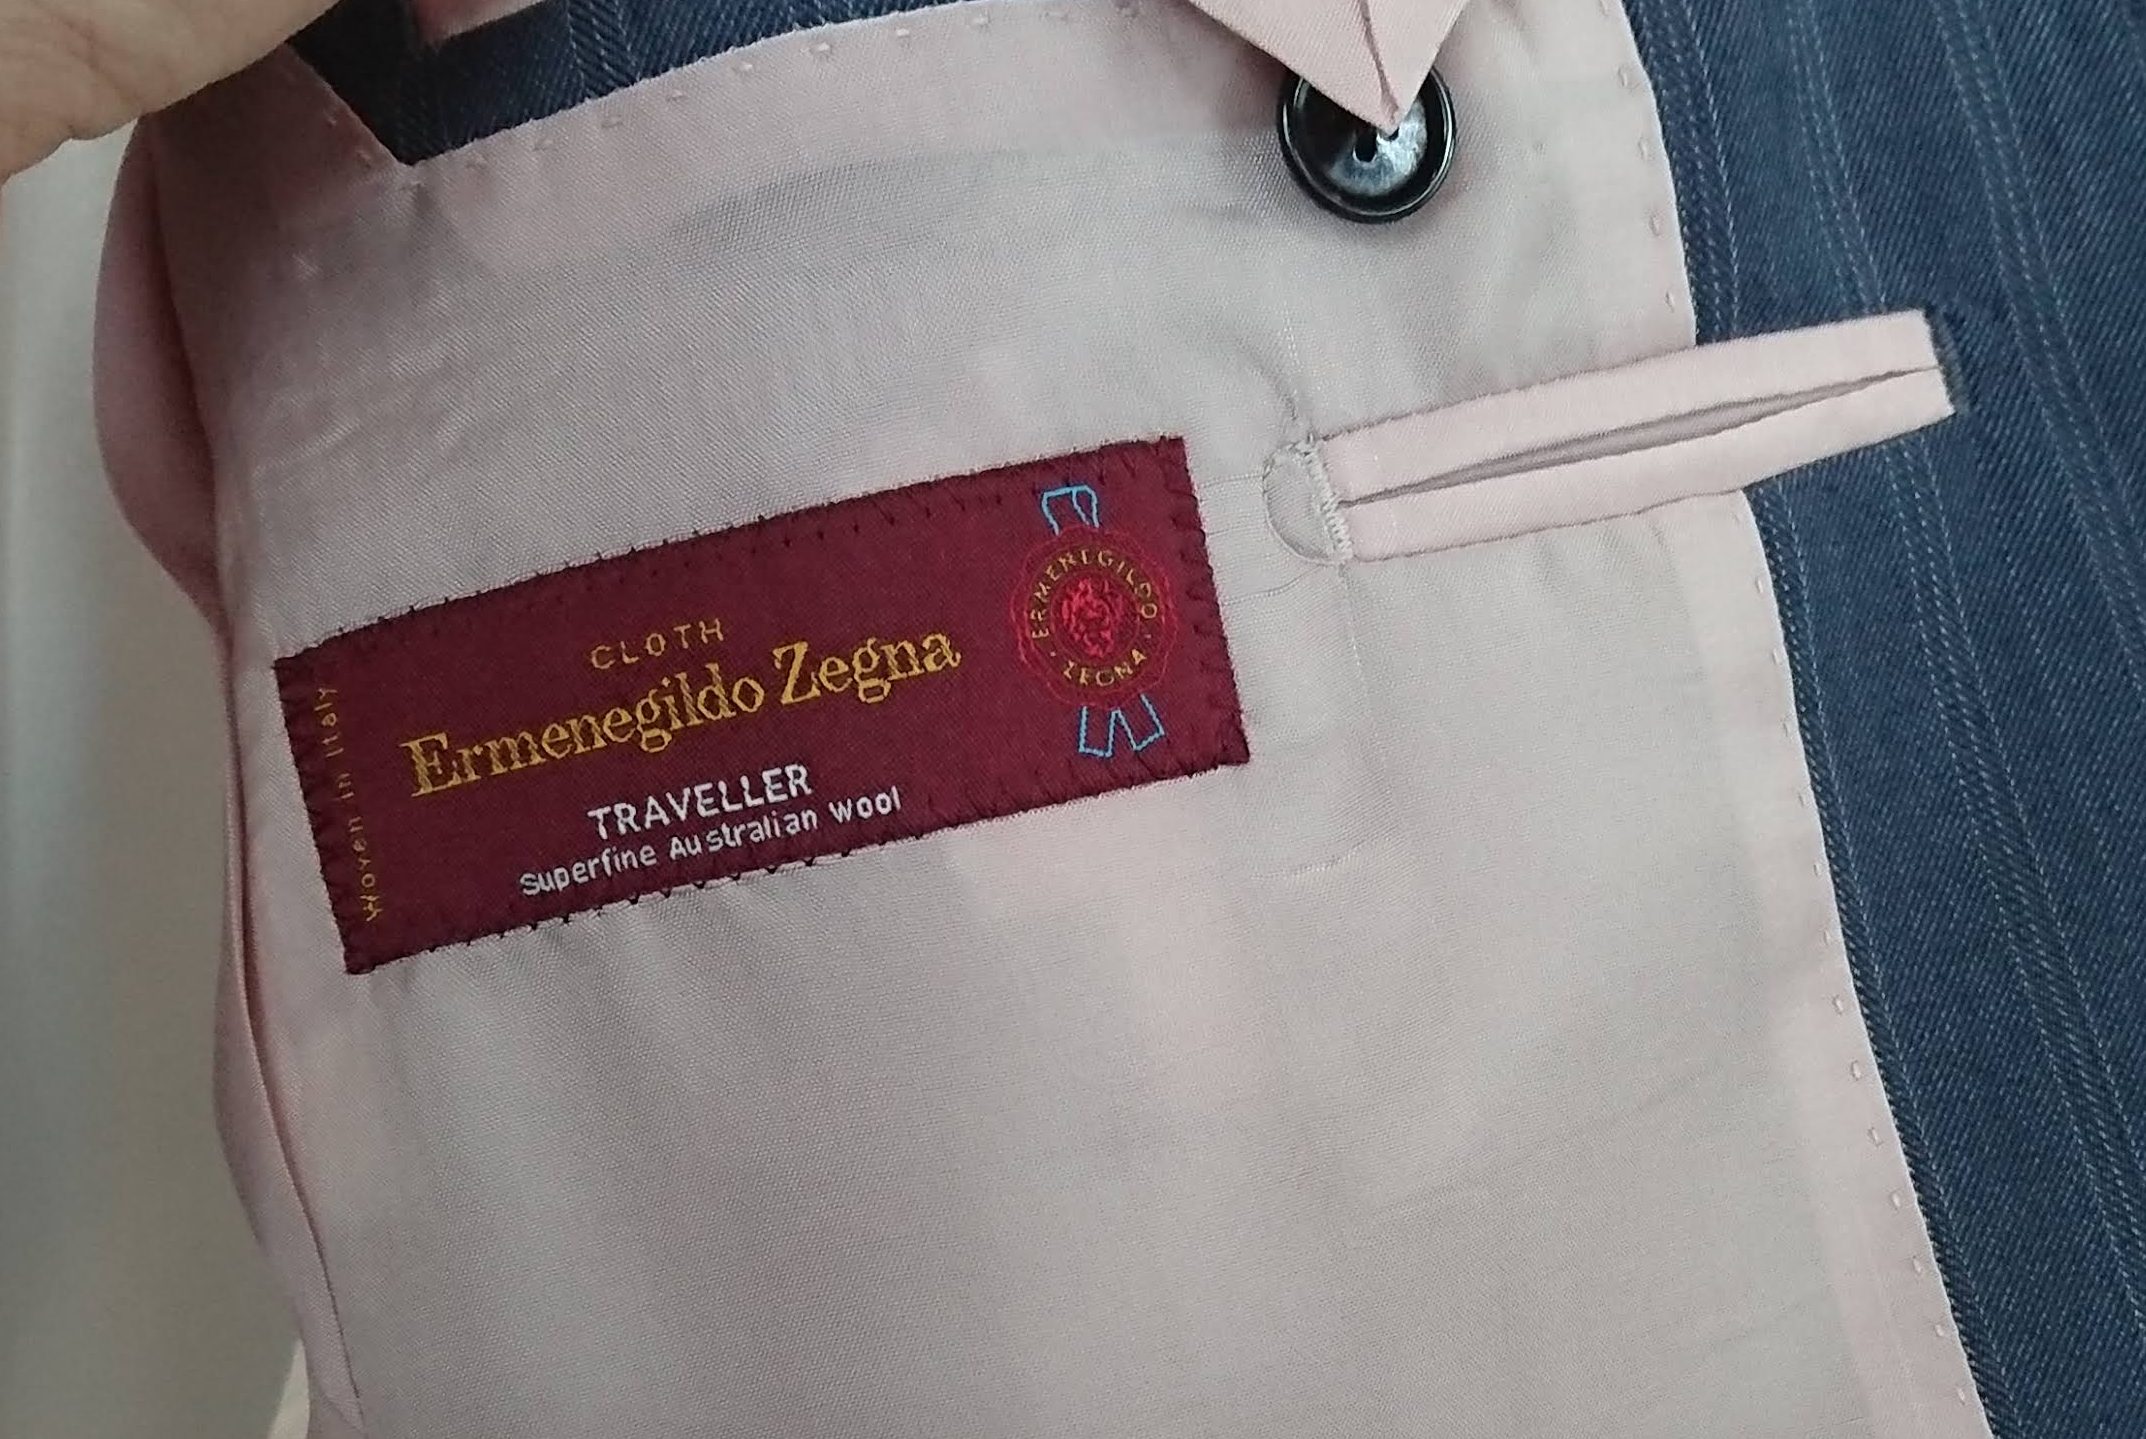 Woven in Italy
CLOTH
Ermenegildo Zegna
TRAVELLER
Superfine Australian Wool
ERMENEGILDO
· ZEGNA ·